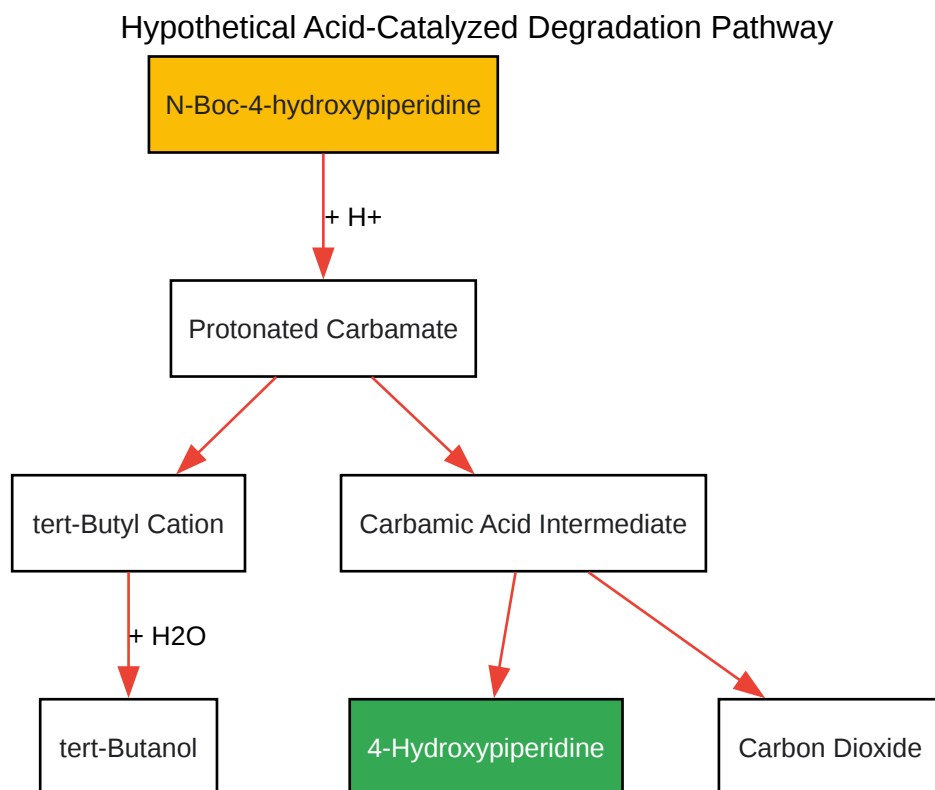 Hypothetical Acid-Catalyzed Degradation Pathway
N-Boc-4-hydroxypiperidine
+ H+
Protonated Carbamate
tert-Butyl Cation
Carbamic Acid Intermediate
+ H2O
tert-Butanol
4-Hydroxypiperidine
Carbon Dioxide